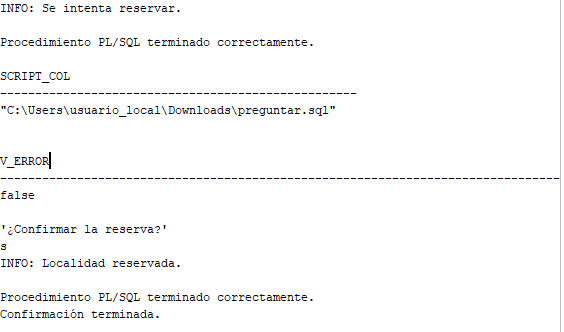 INFO: Se intenta reservar.
Procedimiento PL/SQL terminado correctamente.
SCRIPT_COL
---------------------------------------------------
"C:\Users\usuario_local\Downloads\preguntar.sql"
V_ERROR
--------------------------------------------------------------------------------
false
'¿Confirmar la reserva?'
s
INFO: Localidad reservada.
Procedimiento PL/SQL terminado correctamente.
Confirmación terminada.